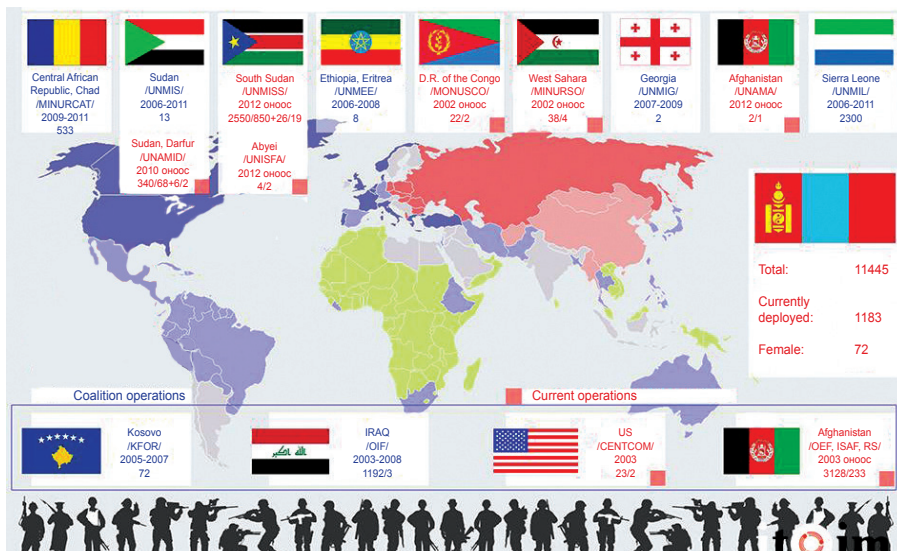 Central African
Republic, Chad
/MINURCAT/
2009-2011
533
Sudan
/UNMIS/
2006-2011
13
Sudan, Darfur
/UNAMID/
2010 оноос
340/68+6/2
South Sudan
/UNMISS/
2012 оноос
2550/850+26/19
Abyei
/UNISFA/
2012 оноос
4/2
Ethiopia, Eritrea
/UNMEE/
2006-2008
8
D.R. of the Congo
/MONUSCO/
2002 оноос
22/2
West Sahara
/MINURSO/
2002 оноос
38/4
Georgia
/UNMIG/
2007-2009
2
Afghanistan
/UNAMA/
2012 оноос
2/1
Sierra Leone
/UNMIL/
2006-2011
2300
Total: 11445
Currently
deployed: 1183
Female: 72
Coalition operations
Current operations
Kosovo
/KFOR/
2005-2007
72
IRAQ
/OIF/
2003-2008
1192/3
US
/CENTCOM/
2003
23/2
Afghanistan
/OEF, ISAF, RS/
2003 оноос
3128/233
itoim